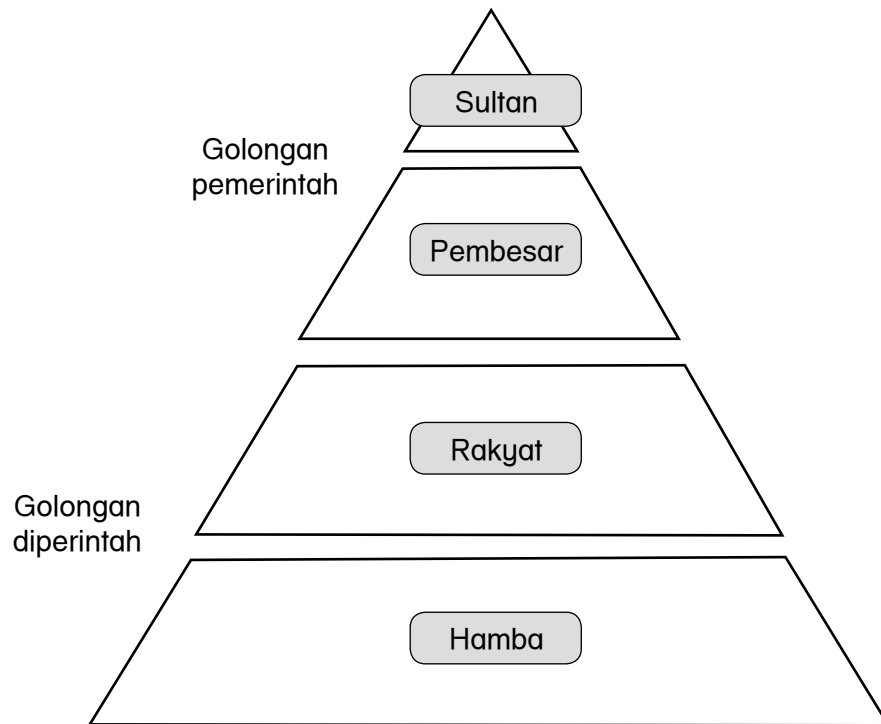 Sultan
Golongan
pemerintah
Pembesar
Rakyat
Golongan
diperintah
Hamba